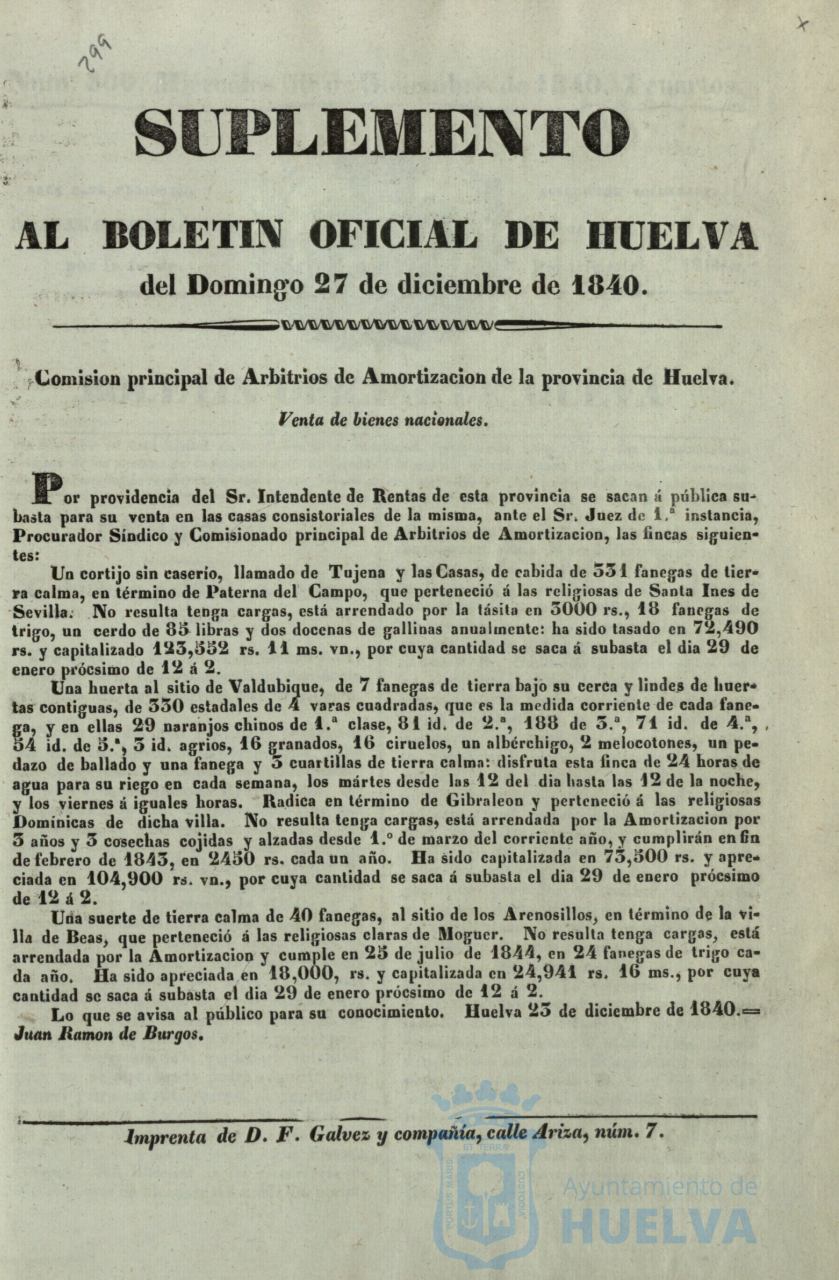 299
x
SUPLEMENTO
AL BOLETIN OFICIAL DE HUELVA
del Domingo 27 de diciembre de 1840.
Comision principal de Arbitrios de Amortizacion de la provincia de Huelva.
Venta de bienes nacionales.
Por providencia del Sr. Intendente de Rentas de esta provincia se sacan á pública su-
basta para su venta en las casas consistoriales de la misma, ante el Sr. Juez de 1.ª instancia,
Procurador Síndico y Comisionado principal de Arbitrios de Amortizacion, las fincas siguien-
tes:
Un cortijo sin caserio, llamado de Tujena y las Casas, de cabida de 331 fanegas de tier-
ra calma, en término de Paterna del Campo, que perteneció á las religiosas de Santa Ines de
Sevilla. No resulta tenga cargas, está arrendado por la tásita en 3000 rs., 18 fanegas de
trigo, un cerdo de 85 libras y dos docenas de gallinas anualmente: ha sido tasado en 72,490
rs. y capitalizado 123,552 rs. 11 ms. vn., por cuya cantidad se saca á subasta el dia 29 de
enero prócsimo de 12 á 2.
Una huerta al sitio de Valdubique, de 7 fanegas de tierra bajo su cerca y lindes de huer-
tas contiguas, de 330 estadales de 4 varas cuadradas, que es la medida corriente de cada fane-
ga, y en ellas 29 naranjos chinos de 1.ª clase, 81 id. de 2.ª, 188 de 3.ª, 71 id. de 4.ª,
54 id. de 5.ª, 3 id. agrios, 16 granados, 16 ciruelos, un albérchigo, 2 melocotones, un pe-
dazo de ballado y una fanega y 3 cuartillas de tierra calma: disfruta esta finca de 24 horas de
agua para su riego en cada semana, los mártes desde las 12 del dia hasta las 12 de la noche,
y los viernes á iguales horas. Radica en término de Gibraleon y perteneció á las religiosas
Dominicas de dicha villa. No resulta tenga cargas, está arrendada por la Amortizacion por
3 años y 3 cosechas cojidas y alzadas desde 1.º de marzo del corriente año, y cumplirán en fin
de febrero de 1843, en 2450 rs. cada un año. Ha sido capitalizada en 73,500 rs. y apre-
ciada en 104,900 rs. vn., por cuya cantidad se saca á subasta el dia 29 de enero prócsimo
de 12 á 2.
Una suerte de tierra calma de 40 fanegas, al sitio de los Arenosillos, en término de la vi-
lla de Beas, que perteneció á las religiosas claras de Moguer. No resulta tenga cargas, está
arrendada por la Amortizacion y cumple en 25 de julio de 1844, en 24 fanegas de trigo ca-
da año. Ha sido apreciada en 18,000, rs. y capitalizada en 24,941 rs. 16 ms., por cuya
cantidad se saca á subasta el dia 29 de enero prócsimo de 12 á 2.
Lo que se avisa al público para su conocimiento. Huelva 23 de diciembre de 1840.=
Juan Ramon de Burgos.
Imprenta de D. F. Galvez y compañía, calle Ariza, núm. 7.
PORTUS MARIS ET TERRÆ CUSTODIA
Ayuntamiento de
HUELVA